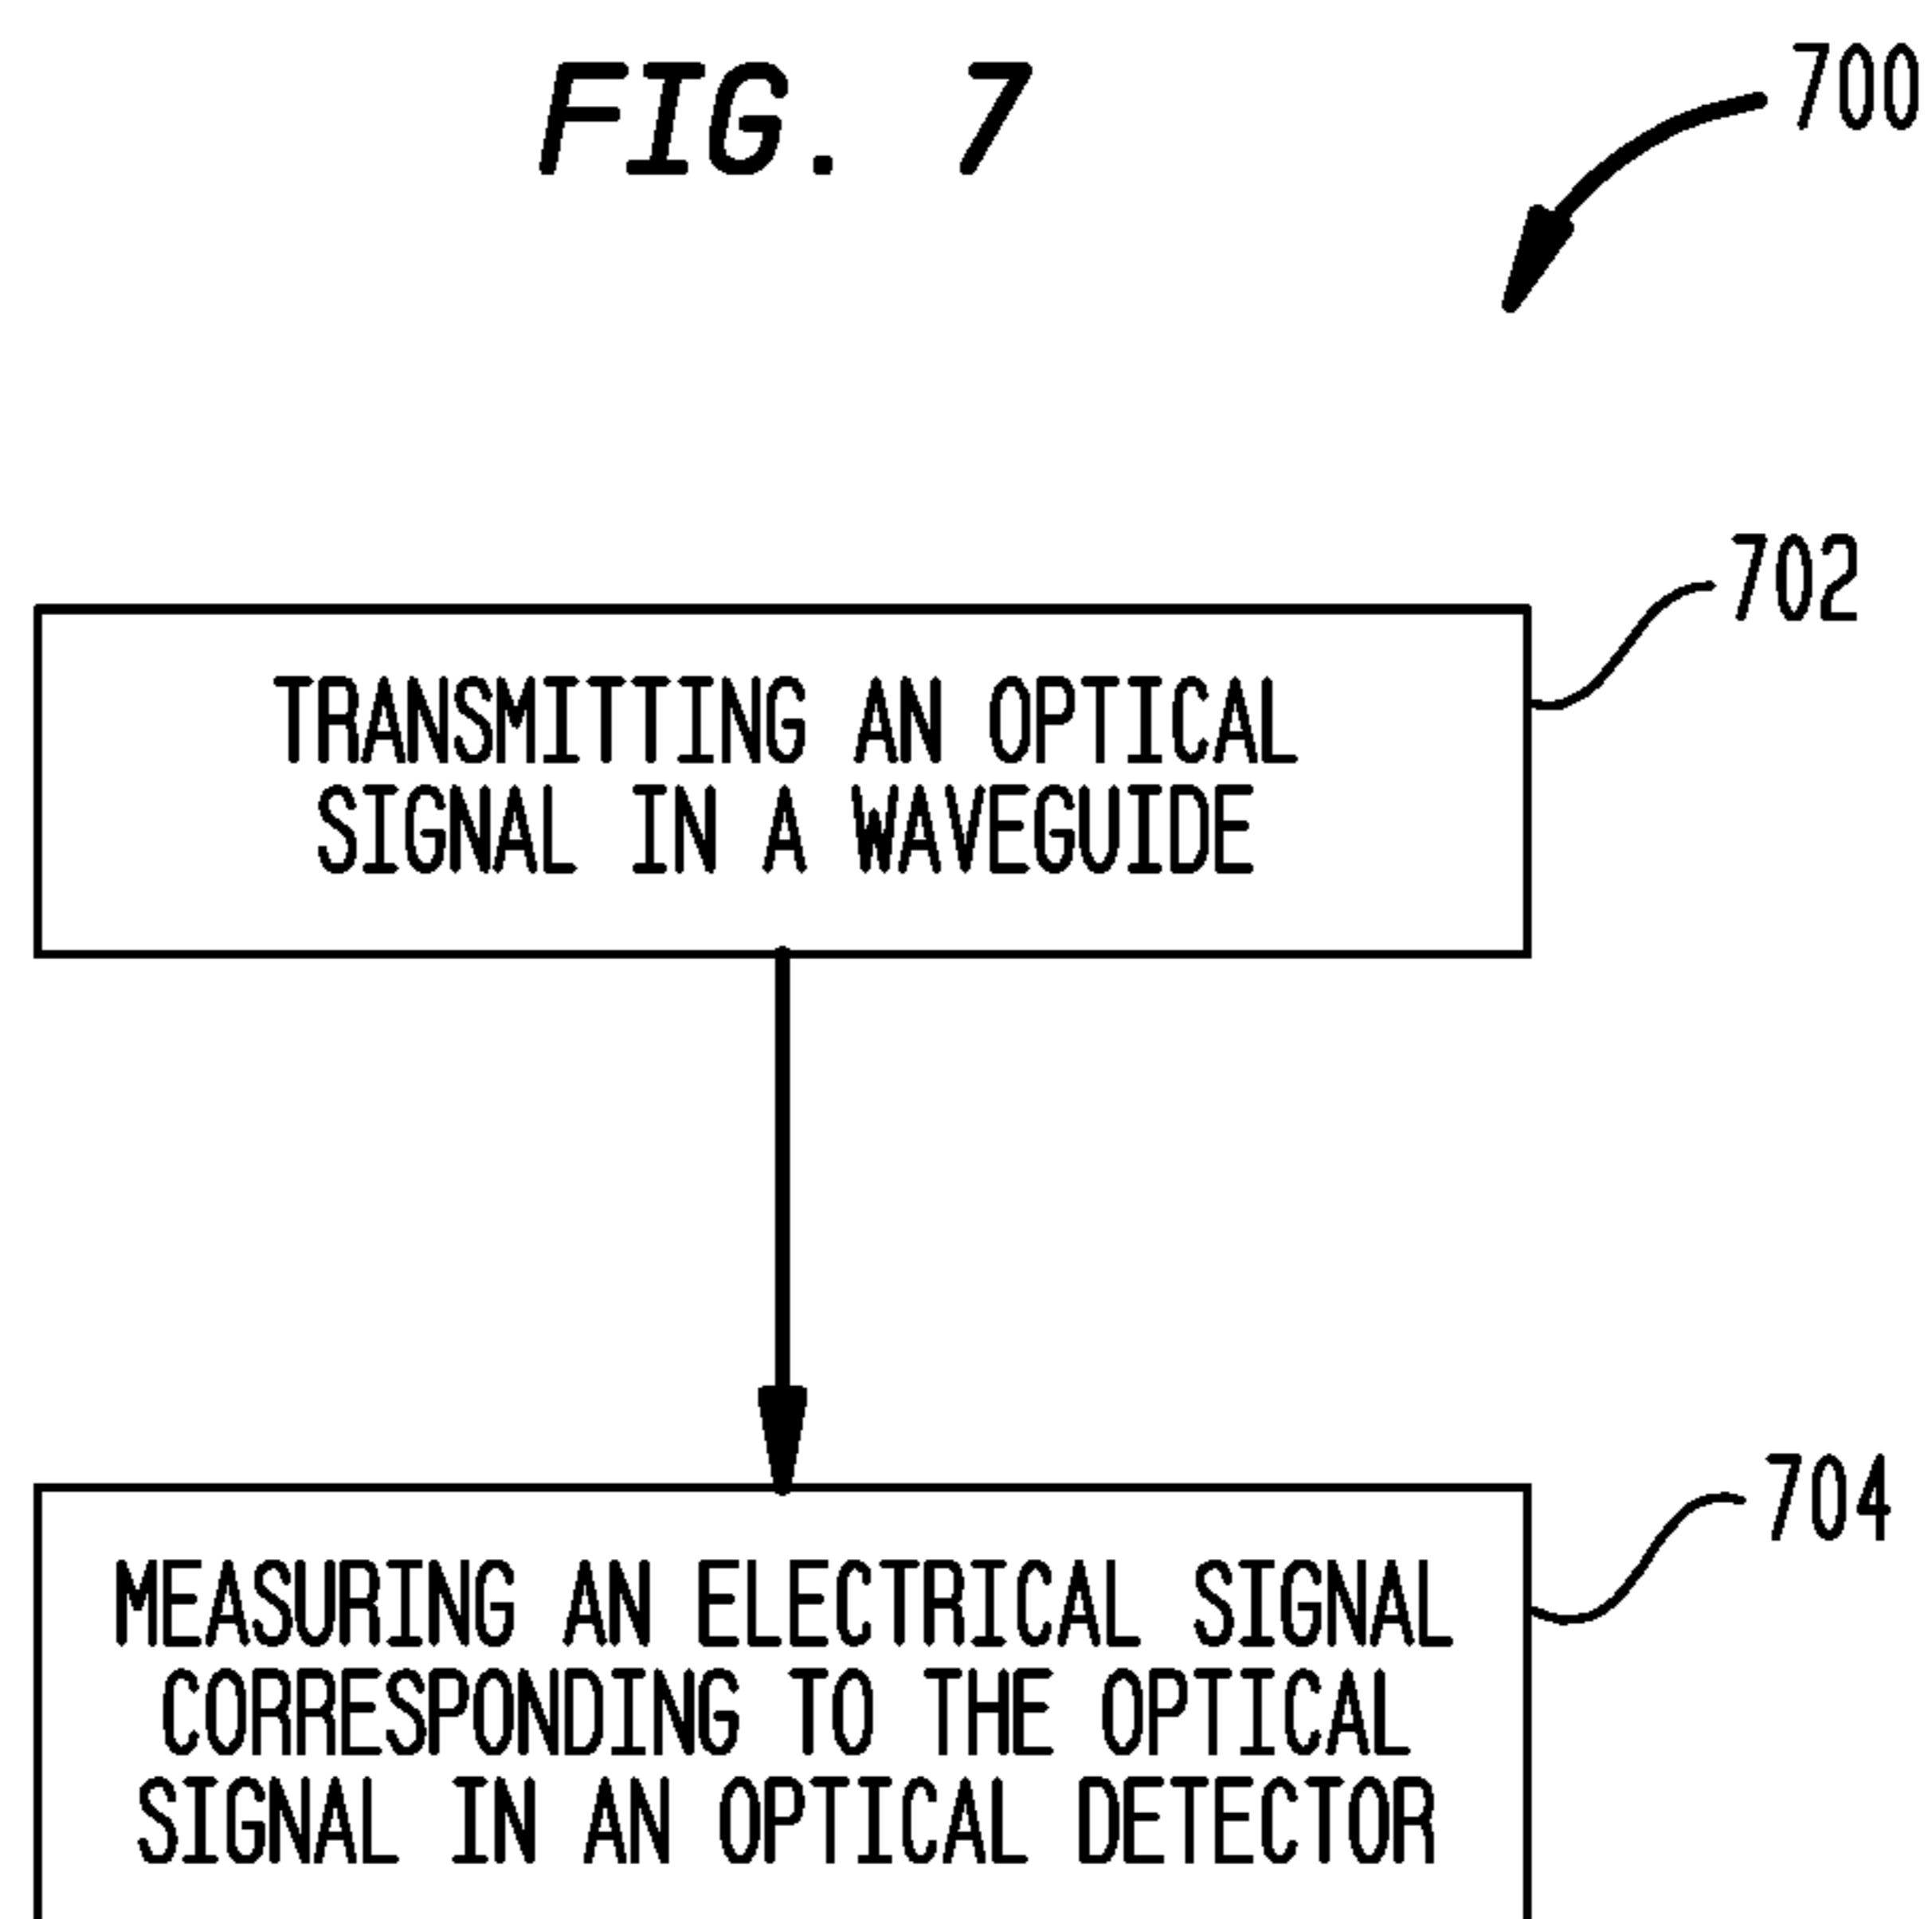 FIG. 7
700
702
TRANSMITTING AN OPTICAL
SIGNAL IN A WAVEGUIDE
704
MEASURING AN ELECTRICAL SIGNAL
CORRESPONDING TO THE OPTICAL
SIGNAL IN AN OPTICAL DETECTOR